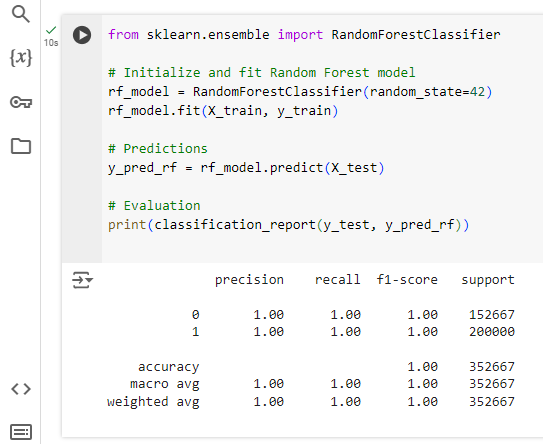 from sklearn.ensemble import RandomForestClassifier
# Initialize and fit Random Forest model
rf_model = RandomForestClassifier(random_state=42)
rf_model.fit(X_train, y_train)
# Predictions
y_pred_rf = rf_model.predict(X_test)
# Evaluation
print(classification_report(y_test, y_pred_rf))
10s
{x}
precision recall f1-score support
0 1.00 1.00 1.00 152667
1 1.00 1.00 1.00 200000
accuracy 1.00 352667
macro avg 1.00 1.00 1.00 352667
weighted avg 1.00 1.00 1.00 352667